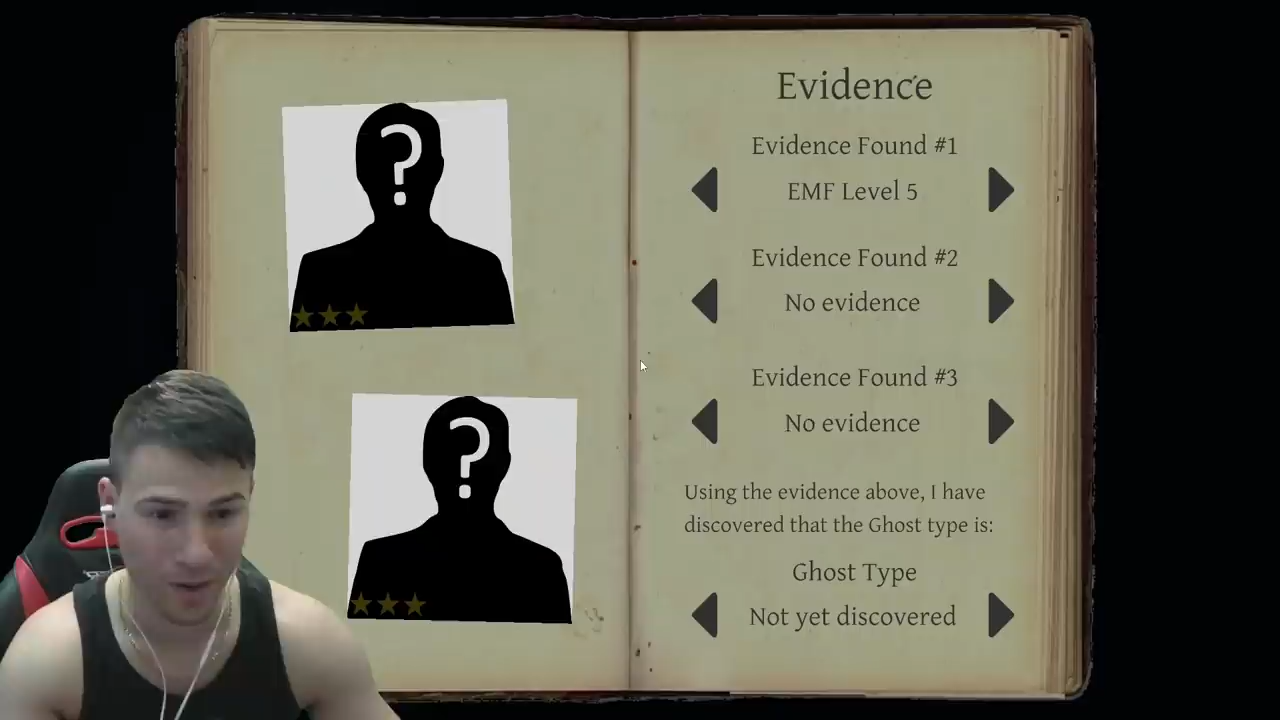 ?
?
Evidence
Evidence Found #1
EMF Level 5
Evidence Found #2
No evidence
Evidence Found #3
No evidence
Using the evidence above, I have
discovered that the Ghost type is:
Ghost Type
Not yet discovered